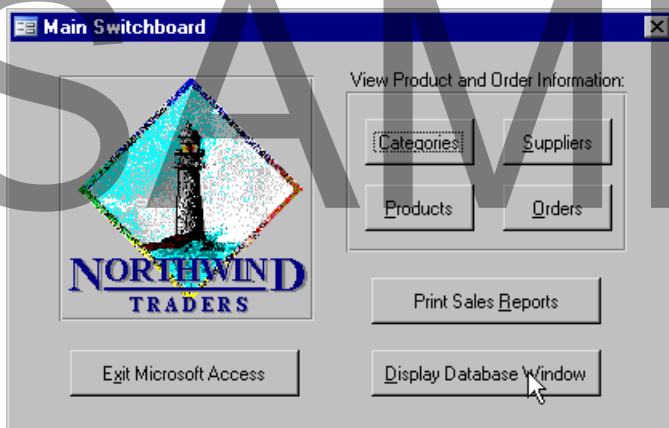 Main Switchboard
View Product and Order Information:
Categories
Suppliers
Products
Orders
NORTHWIND
TRADERS
Print Sales Reports
Exit Microsoft Access
Display Database Window
SAM